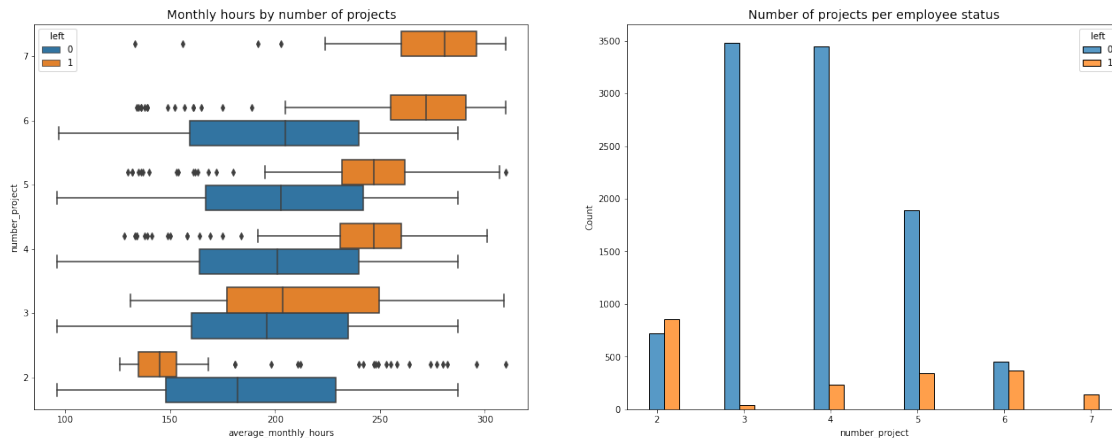 Monthly hours by number of projects
left
0
1
7
6
5
4
3
2
number_project
100 150 200 250 300
average_monthly_hours
Number of projects per employee status
left
0
1
3500
3000
2500
2000
1500
1000
500
0
Count
2 3 4 5 6 7
number_project